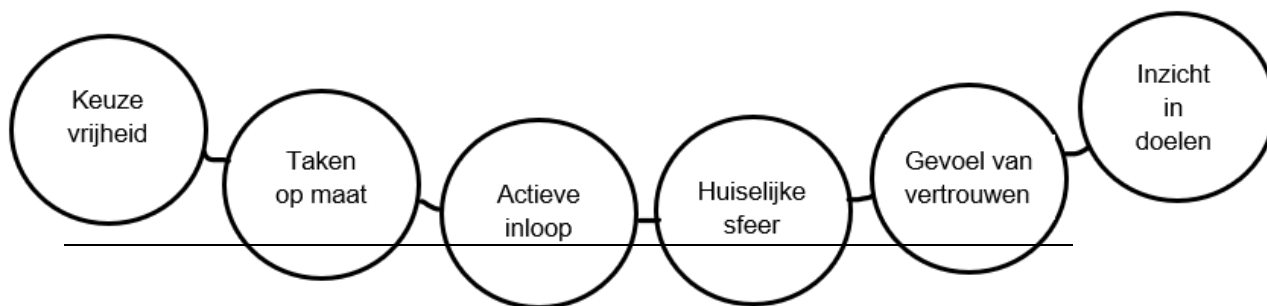 Keuze
vrijheid
Taken
op maat
Actieve
inloop
Huiselijke
sfeer
Gevoel van
vertrouwen
Inzicht
in
doelen